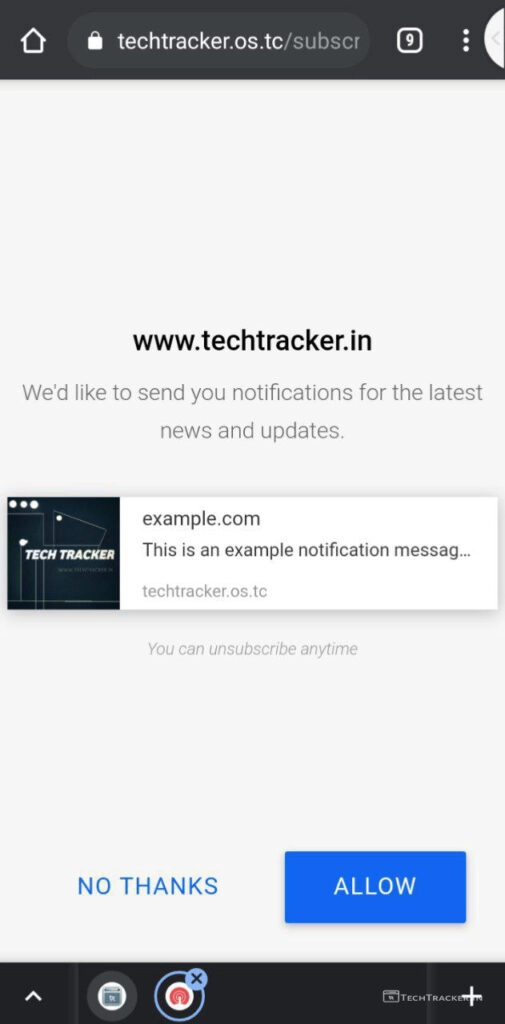 techtracker.os.tc/subscr
9
www.techtracker.in
We'd like to send you notifications for the latest
news and updates.
TECH TRACKER
WWW.TECHTRACKER.IN
example.com
This is an example notification messag...
techtracker.os.tc
You can unsubscribe anytime
NO THANKS
ALLOW
TECHTRACKER.IN